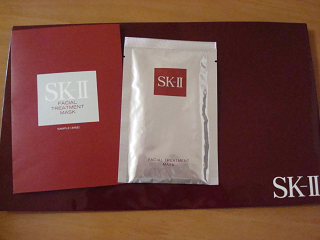 SK-II
FACIAL
TREATMENT
MASK
SK-II
FACIAL TREATMENT
MASK
SK-II